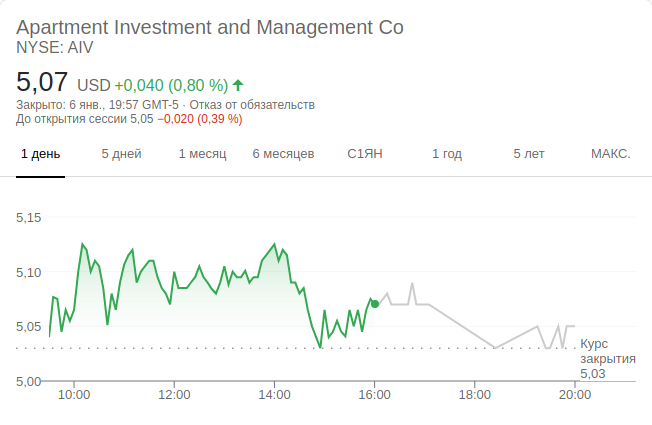 Apartment Investment and Management Co
NYSE: AIV
5,07 USD +0,040 (0,80 %)
Закрыто: 6 янв., 19:57 GMT-5 · Отказ от обязательств
До открытия сессии 5,05 −0,020 (0,39 %)
1 день 5 дней 1 месяц 6 месяцев С1ЯН 1 год 5 лет МАКС.
5,15
5,10
5,05
Курс
закрытия
5,03
5,00
10:00 12:00 14:00 16:00 18:00 20:00